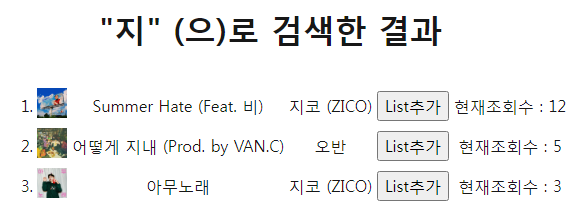 "지" (으)로 검색한 결과
1. Summer Hate (Feat. 비) 지코 (ZICO) List추가 현재조회수 : 12
2. 어떻게 지내 (Prod. by VAN.C) 오반 List추가 현재조회수 : 5
3. 아무노래 지코 (ZICO) List추가 현재조회수 : 3